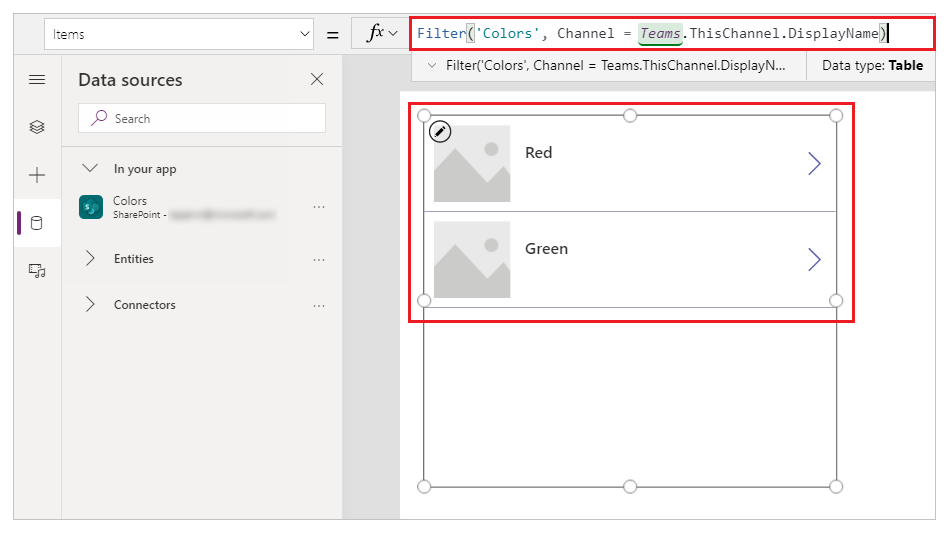 Items
=
fx
Filter('Colors', Channel = Teams.ThisChannel.DisplayName)
Filter('Colors', Channel = Teams.ThisChannel.DisplayN...
Data type: Table
Data sources
Search
In your app
Colors
SharePoint -
Entities
Connectors
Red
Green